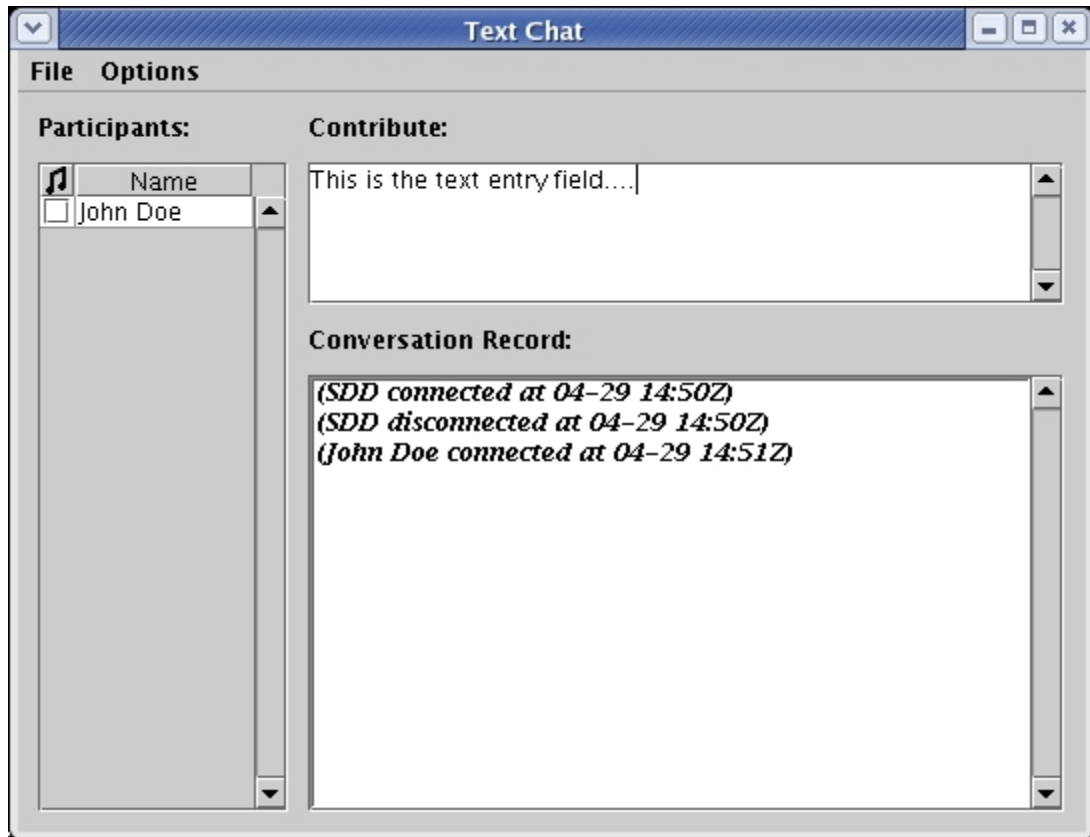 Text Chat
File Options
Participants:
Name
John Doe
Contribute:
This is the text entry field....
Conversation Record:
(SDD connected at 04-29 14:50Z)
(SDD disconnected at 04-29 14:50Z)
(John Doe connected at 04-29 14:51Z)